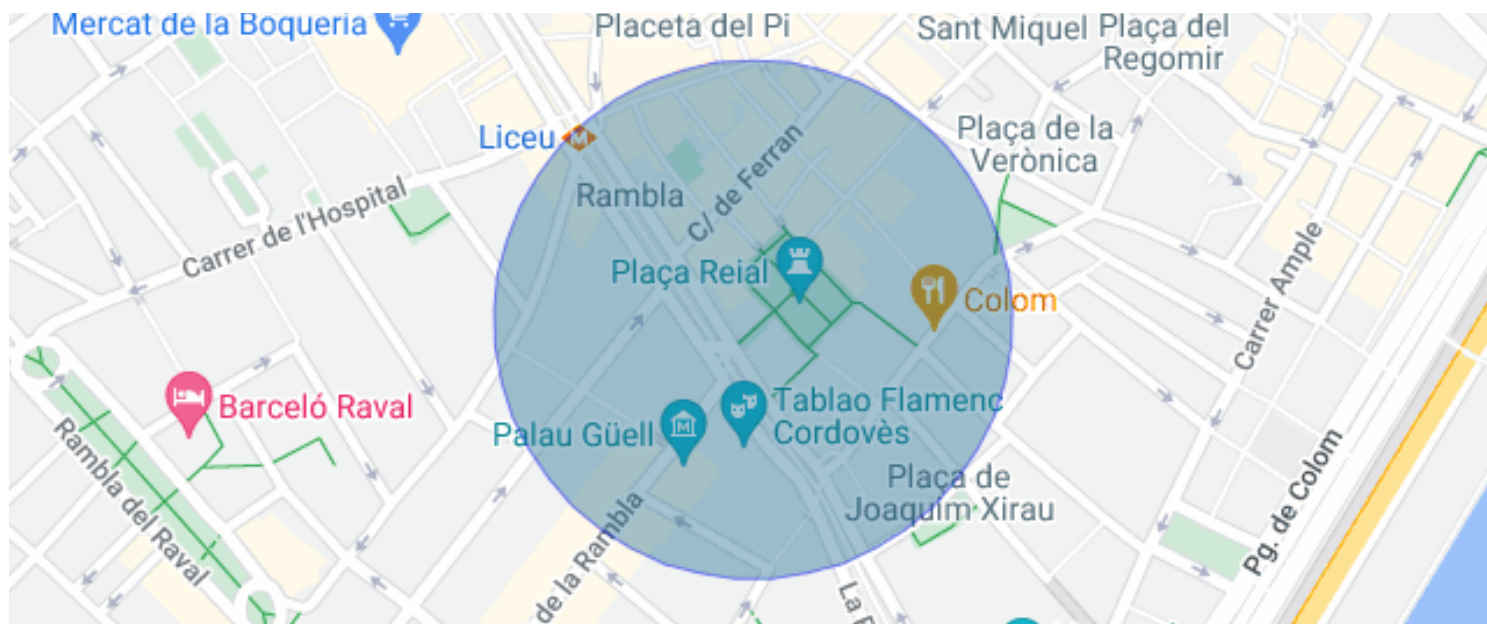 Mercat de la Boqueria
Placeta del Pi
Sant Miquel
Plaça del
Regomir
Liceu
M
Plaça de la
Verònica
C/ de Ferran
Rambla
Carrer de l'Hospital
Plaça Reial
Colom
Carrer Ample
Barceló Raval
Tablao Flamenc
Cordovès
Palau Güell
M
Plaça de
Joaquim Xirau
Rambla del Raval
de la Rambla
Pg. de Colom